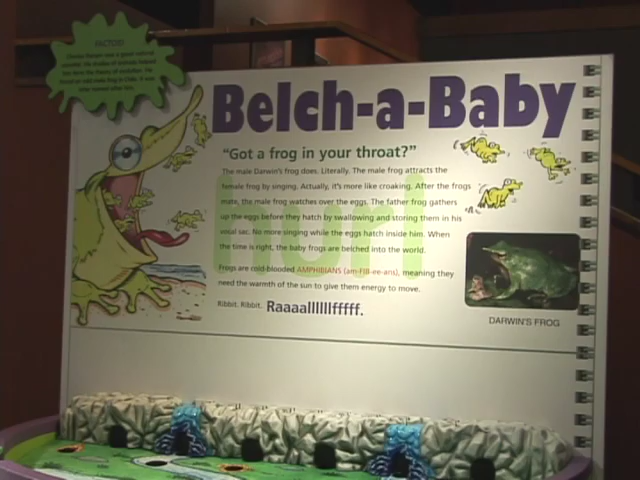 FACTOID
Belch-a-Baby
"Got a frog in your throat?"
The male Darwin's frog does. Literally. The male frog attracts the
female frog by singing. Actually, it's more like croaking. After the frogs
mate, the male frog watches over the eggs. The father frog gathers
up the eggs before they hatch by swallowing and storing them in his
vocal sac. No more singing while the eggs hatch inside him. When
the time is right, the baby frogs are belched into the world.
Frogs are cold-blooded AMPHIBIANS (am-FIB-ee-ans), meaning they
need the warmth of the sun to give them energy to move.
Ribbit. Ribbit. Raaaallllllfffff.
DARWIN'S FROG